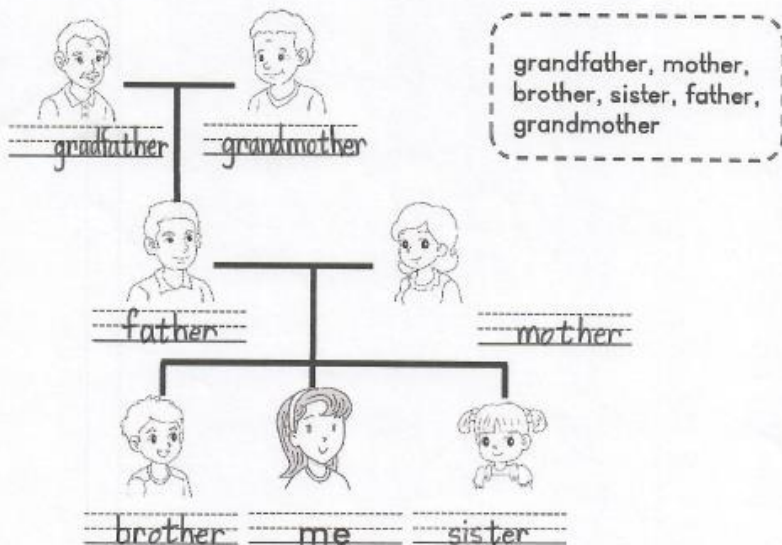 grandfather, mother,
brother, sister, father,
grandmother
gradfather
grandmother
father
mother
brother
me
sister